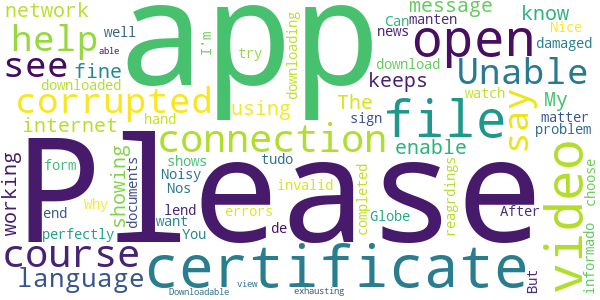 network
help
see
fine
downloaded
corrupted
internet
app
well
I'm
able
try
hand
using
downloading
message
Can
manten
news
download
keeps
The
sign
open
know
Nice
damaged
Unable
watch
My
matter
problem
file
say
enable
connection
Please
working
form
end
Why
showing
documents
perfectly
shows
Noisy
Nos
lend
want
You
tudo
invalid
errors
de
completed
Globe
After
reagrdings
But
video
choose
informado
course
language
certificate
Downloadable
view
exhausting